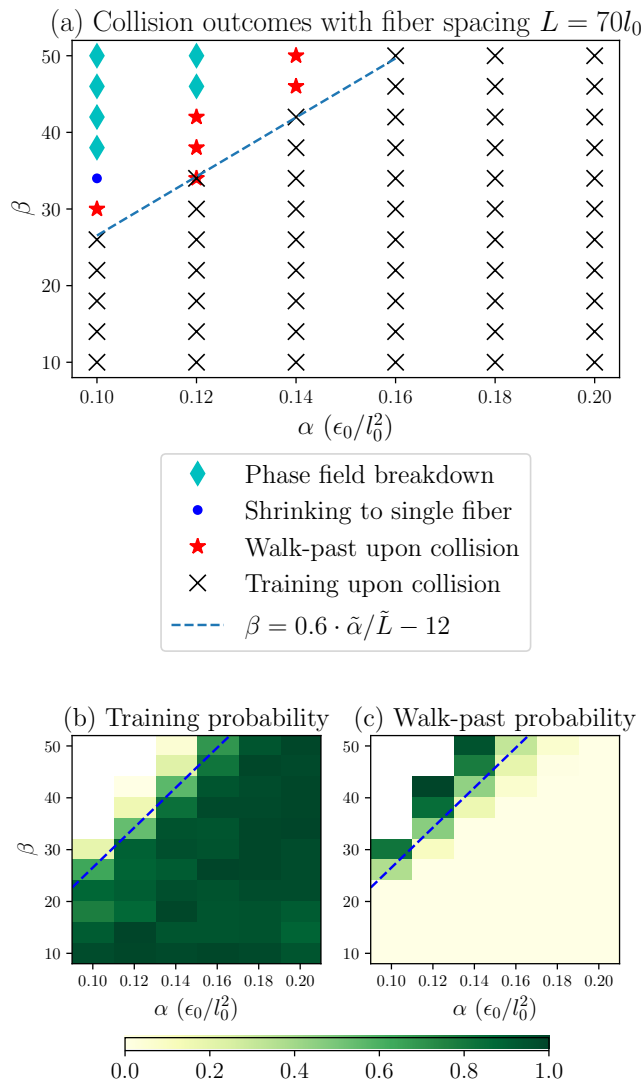 (a) Collision outcomes with fiber spacing L = 70l₀
50
40
30
20
10
β
0.10 0.12 0.14 0.16 0.18 0.20
α (ϵ₀/l₀²)
Phase field breakdown
Shrinking to single fiber
Walk-past upon collision
Training upon collision
β = 0.6 · α̃/L̃ − 12
(b) Training probability
50
40
30
20
10
β
0.10 0.12 0.14 0.16 0.18 0.20
α (ϵ₀/l₀²)
(c) Walk-past probability
50
40
30
20
10
0.10 0.12 0.14 0.16 0.18 0.20
α (ϵ₀/l₀²)
0.0 0.2 0.4 0.6 0.8 1.0